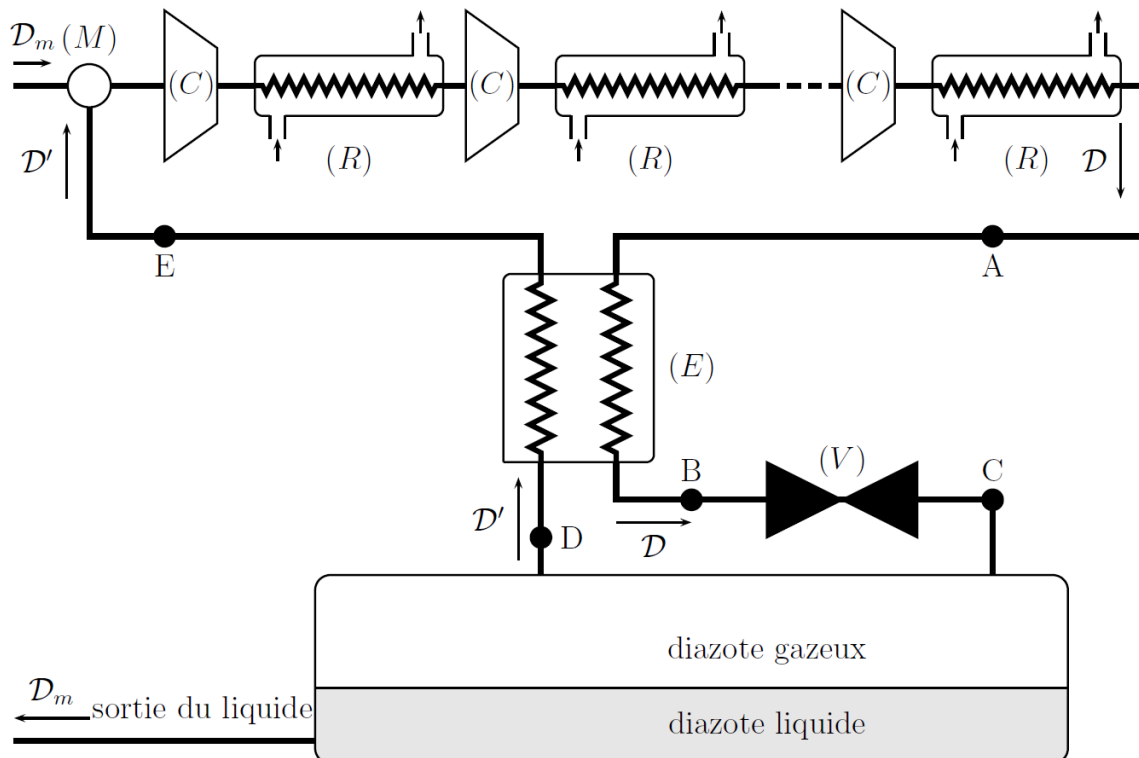 𝒟ₘ (M)
(C) (C) (C)
𝒟′ (R) (R) (R) 𝒟
E A
(E)
B (V) C
𝒟′ D 𝒟
diazote gazeux
𝒟ₘ sortie du liquide
diazote liquide